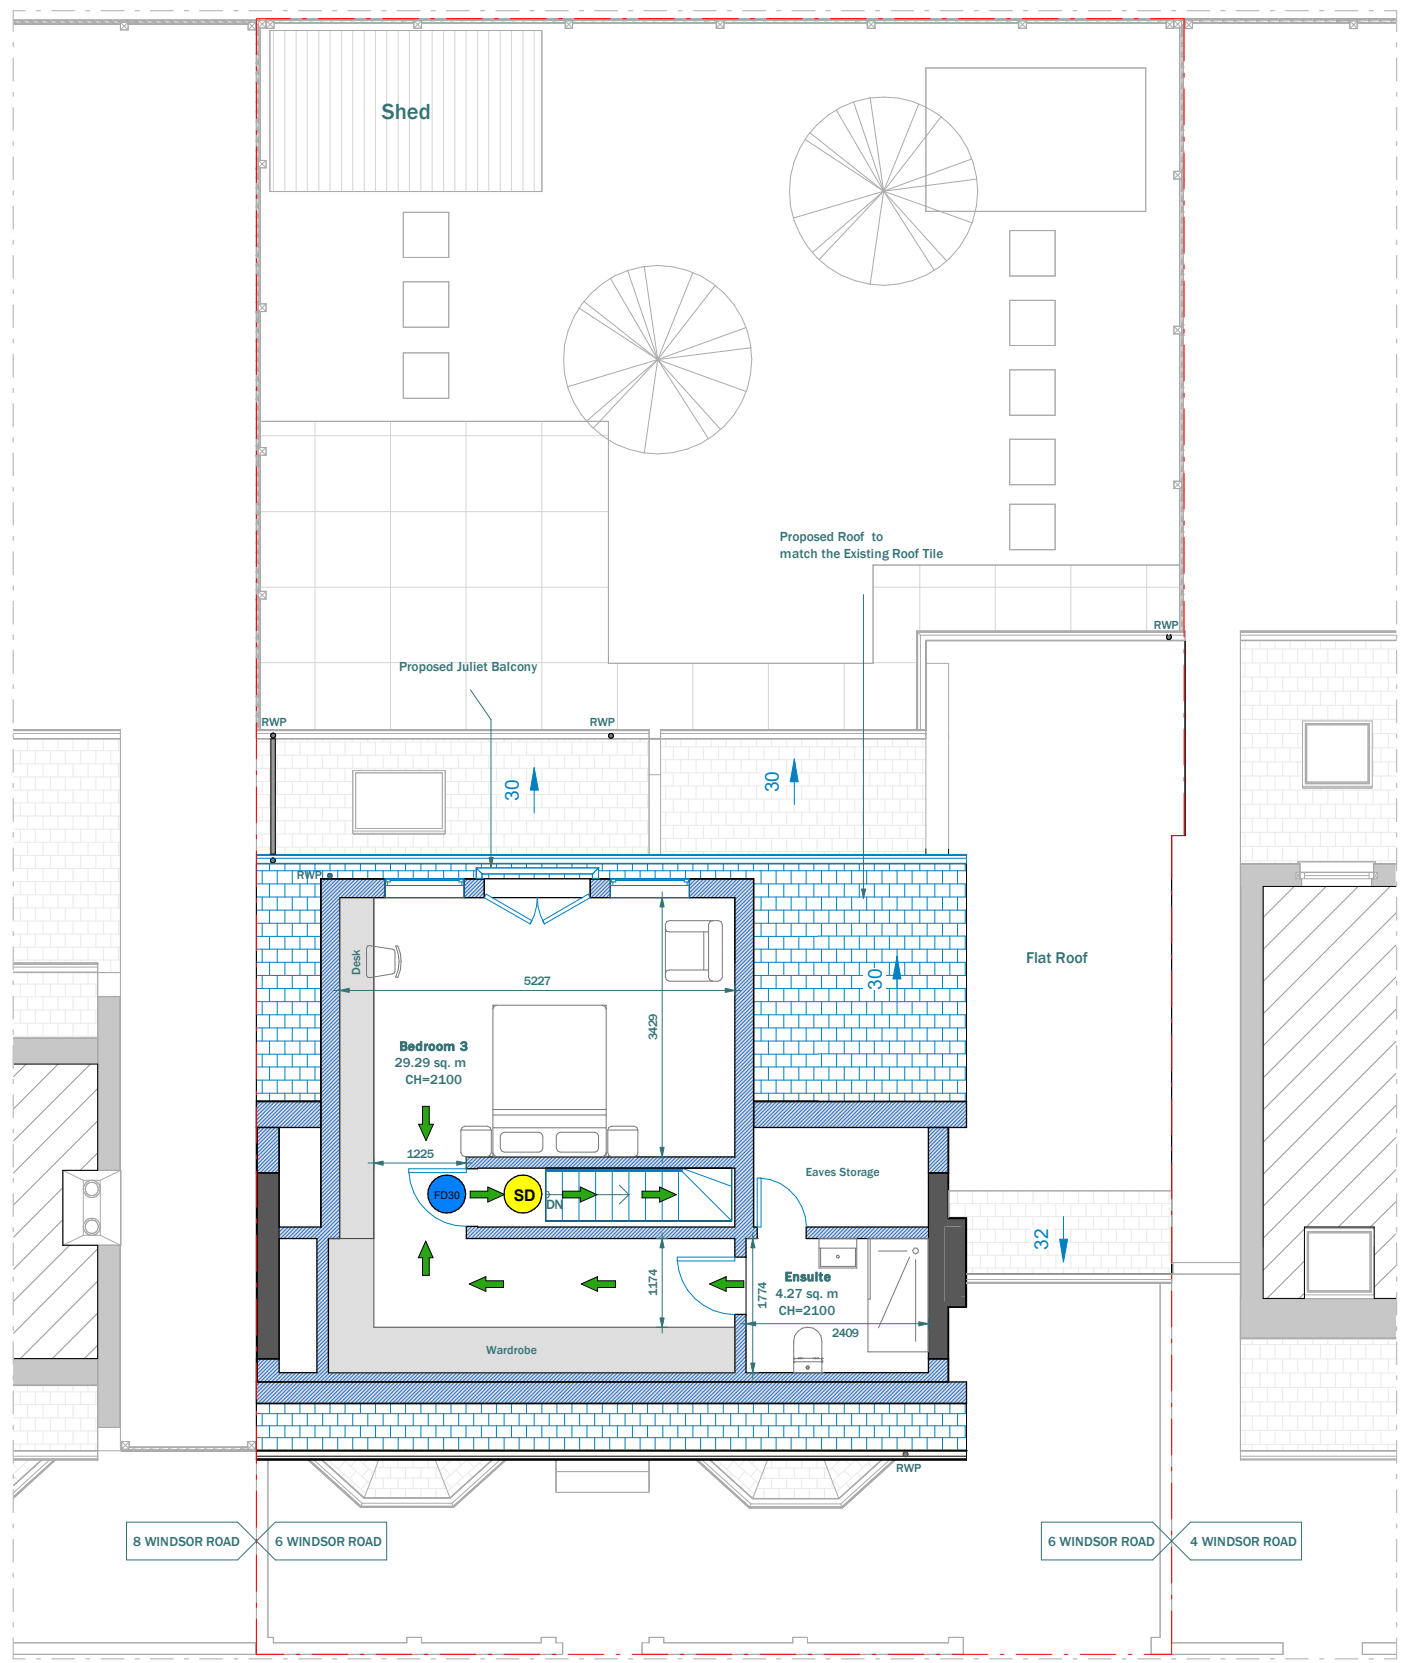 Shed
Proposed Roof to
match the Existing Roof Tile
RWP
Proposed Juliet Balcony
RWP
RWP
30
30
RWP
Desk
5227
30
Flat Roof
3429
Bedroom 3
29.29 sq. m
CH=2100
1225
Eaves Storage
FD30
SD
DN
32
1174
1774
Ensuite
4.27 sq. m
CH=2100
2409
Wardrobe
RWP
8 WINDSOR ROAD
6 WINDSOR ROAD
6 WINDSOR ROAD
4 WINDSOR ROAD